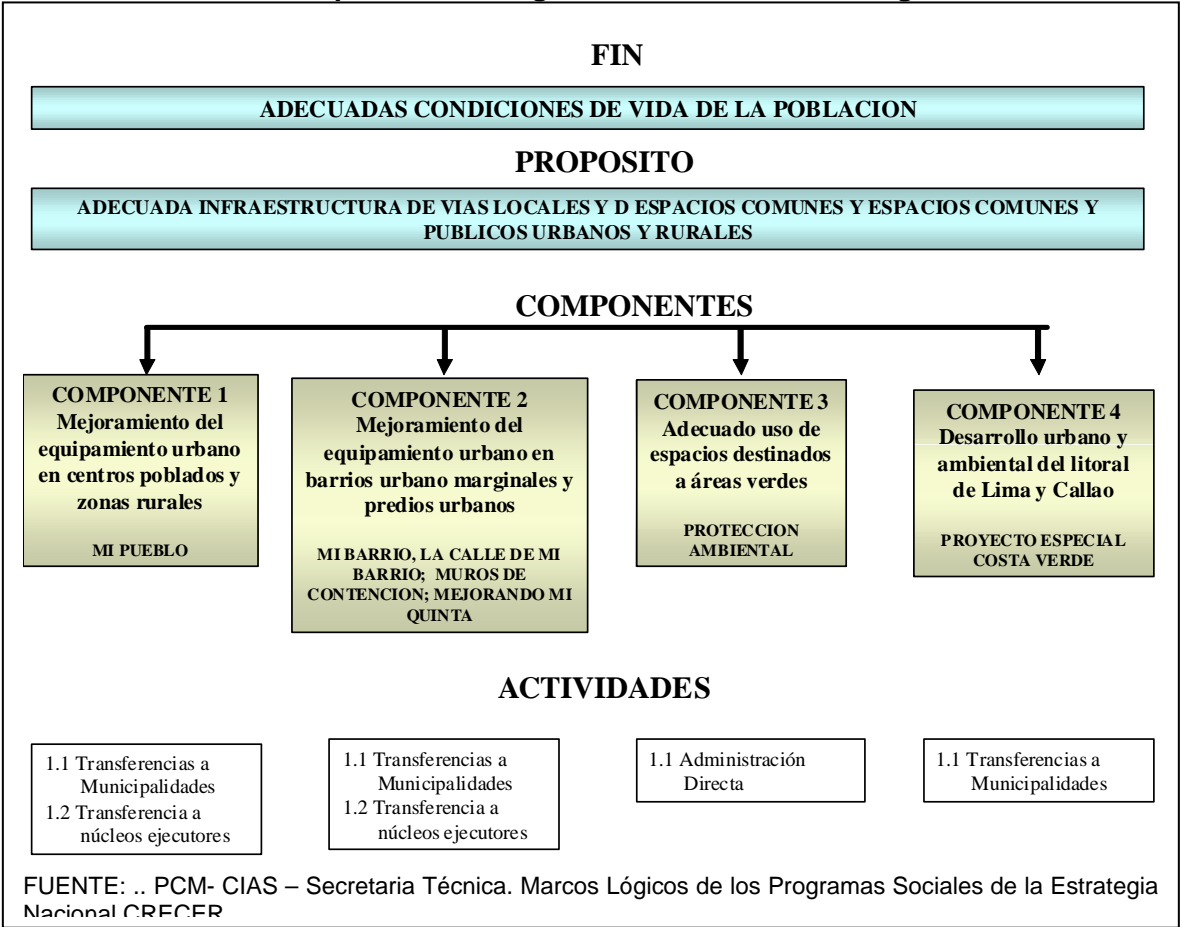 FIN
ADECUADAS CONDICIONES DE VIDA DE LA POBLACION
PROPOSITO
ADECUADA INFRAESTRUCTURA DE VIAS LOCALES Y D ESPACIOS COMUNES Y ESPACIOS COMUNES Y
PUBLICOS URBANOS Y RURALES
COMPONENTES
COMPONENTE 1
Mejoramiento del
equipamiento urbano
en centros poblados y
zonas rurales
MI PUEBLO
COMPONENTE 2
Mejoramiento del
equipamiento urbano en
barrios urbano marginales y
predios urbanos
MI BARRIO, LA CALLE DE MI
BARRIO; MUROS DE
CONTENCION; MEJORANDO MI
QUINTA
COMPONENTE 3
Adecuado uso de
espacios destinados
a áreas verdes
PROTECCION
AMBIENTAL
COMPONENTE 4
Desarrollo urbano y
ambiental del litoral
de Lima y Callao
PROYECTO ESPECIAL
COSTA VERDE
ACTIVIDADES
1.1 Transferencias a
Municipalidades
1.2 Transferencia a
núcleos ejecutores
1.1 Transferencias a
Municipalidades
1.2 Transferencia a
núcleos ejecutores
1.1 Administración
Directa
1.1 Transferencias a
Municipalidades
FUENTE: .. PCM- CIAS – Secretaria Técnica. Marcos Lógicos de los Programas Sociales de la Estrategia
Nacional CRECER